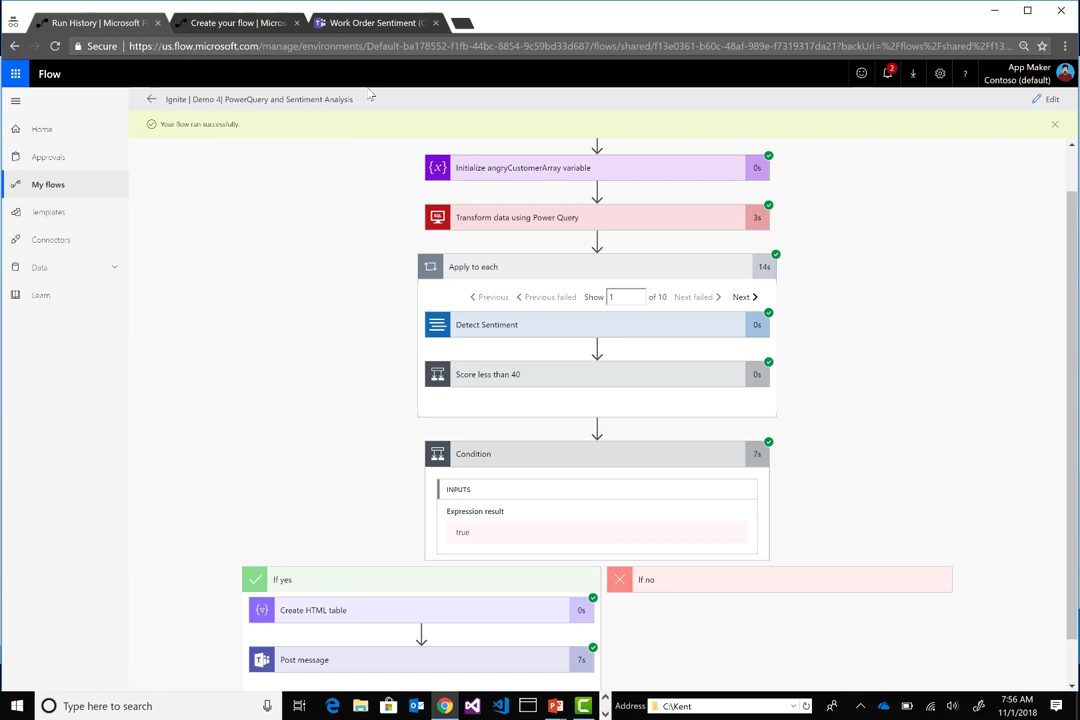 Run History | Microsoft Fl
Create your flow | Micros
Work Order Sentiment (C
Secure
https://us.flow.microsoft.com/manage/environments/Default-ba178552-f1fb-44bc-8854-9c59bd33d687/flows/shared/f13e0361-b60c-48af-989e-f7319317da21?backUrl=%2Fflows%2Fshared%2Ff13...
Flow
2
?
App Maker
Contoso (default)
Ignite | Demo 4| PowerQuery and Sentiment Analysis
Edit
Your flow ran successfully.
Home
Approvals
My flows
Templates
Connectors
Data
Learn
{x} Initialize angryCustomerArray variable 0s
SQL Transform data using Power Query 3s
Apply to each 14s
Previous Previous failed Show 1 of 10 Next failed Next
Detect Sentiment 0s
Score less than 40 0s
Condition 7s
INPUTS
Expression result
true
If yes
If no
Create HTML table 0s
Post message 7s
Type here to search
Address C:\Kent
7:56 AM
11/1/2018